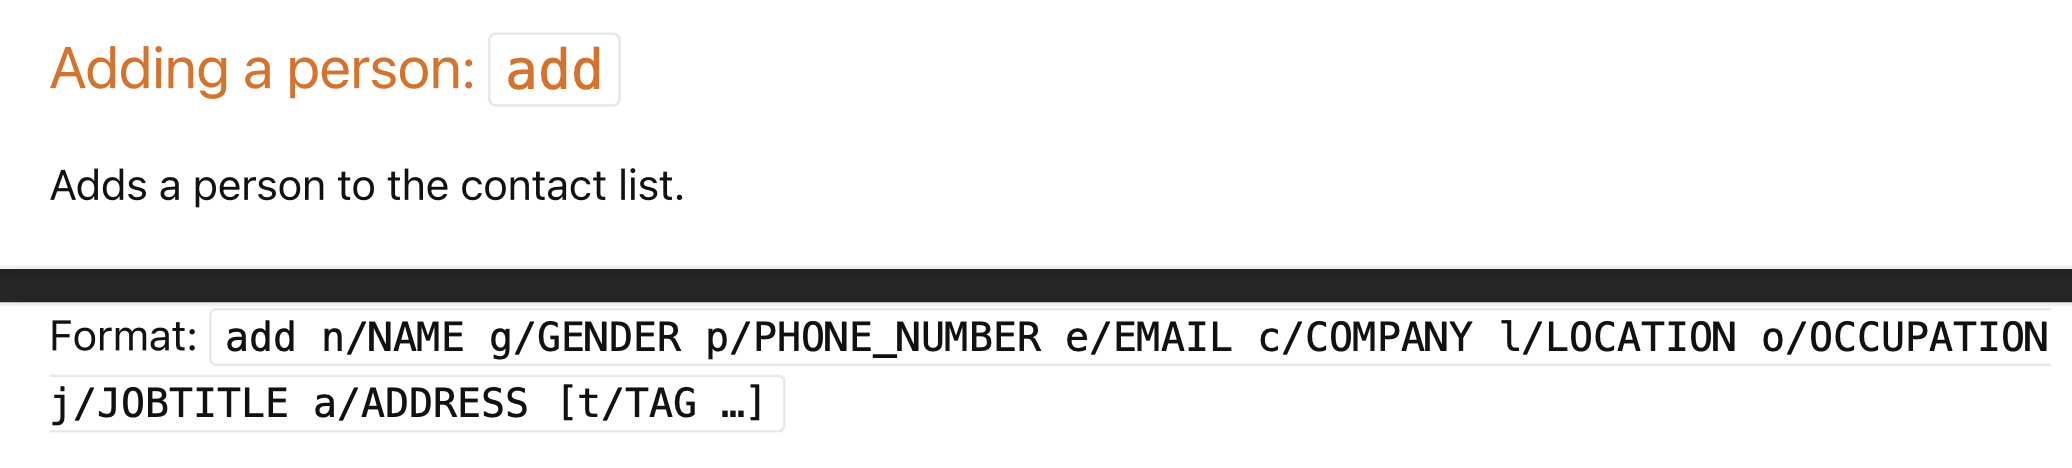 Adding a person: add
Adds a person to the contact list.
Format: add n/NAME g/GENDER p/PHONE_NUMBER e/EMAIL c/COMPANY l/LOCATION o/OCCUPATION
j/JOBTITLE a/ADDRESS [t/TAG …]